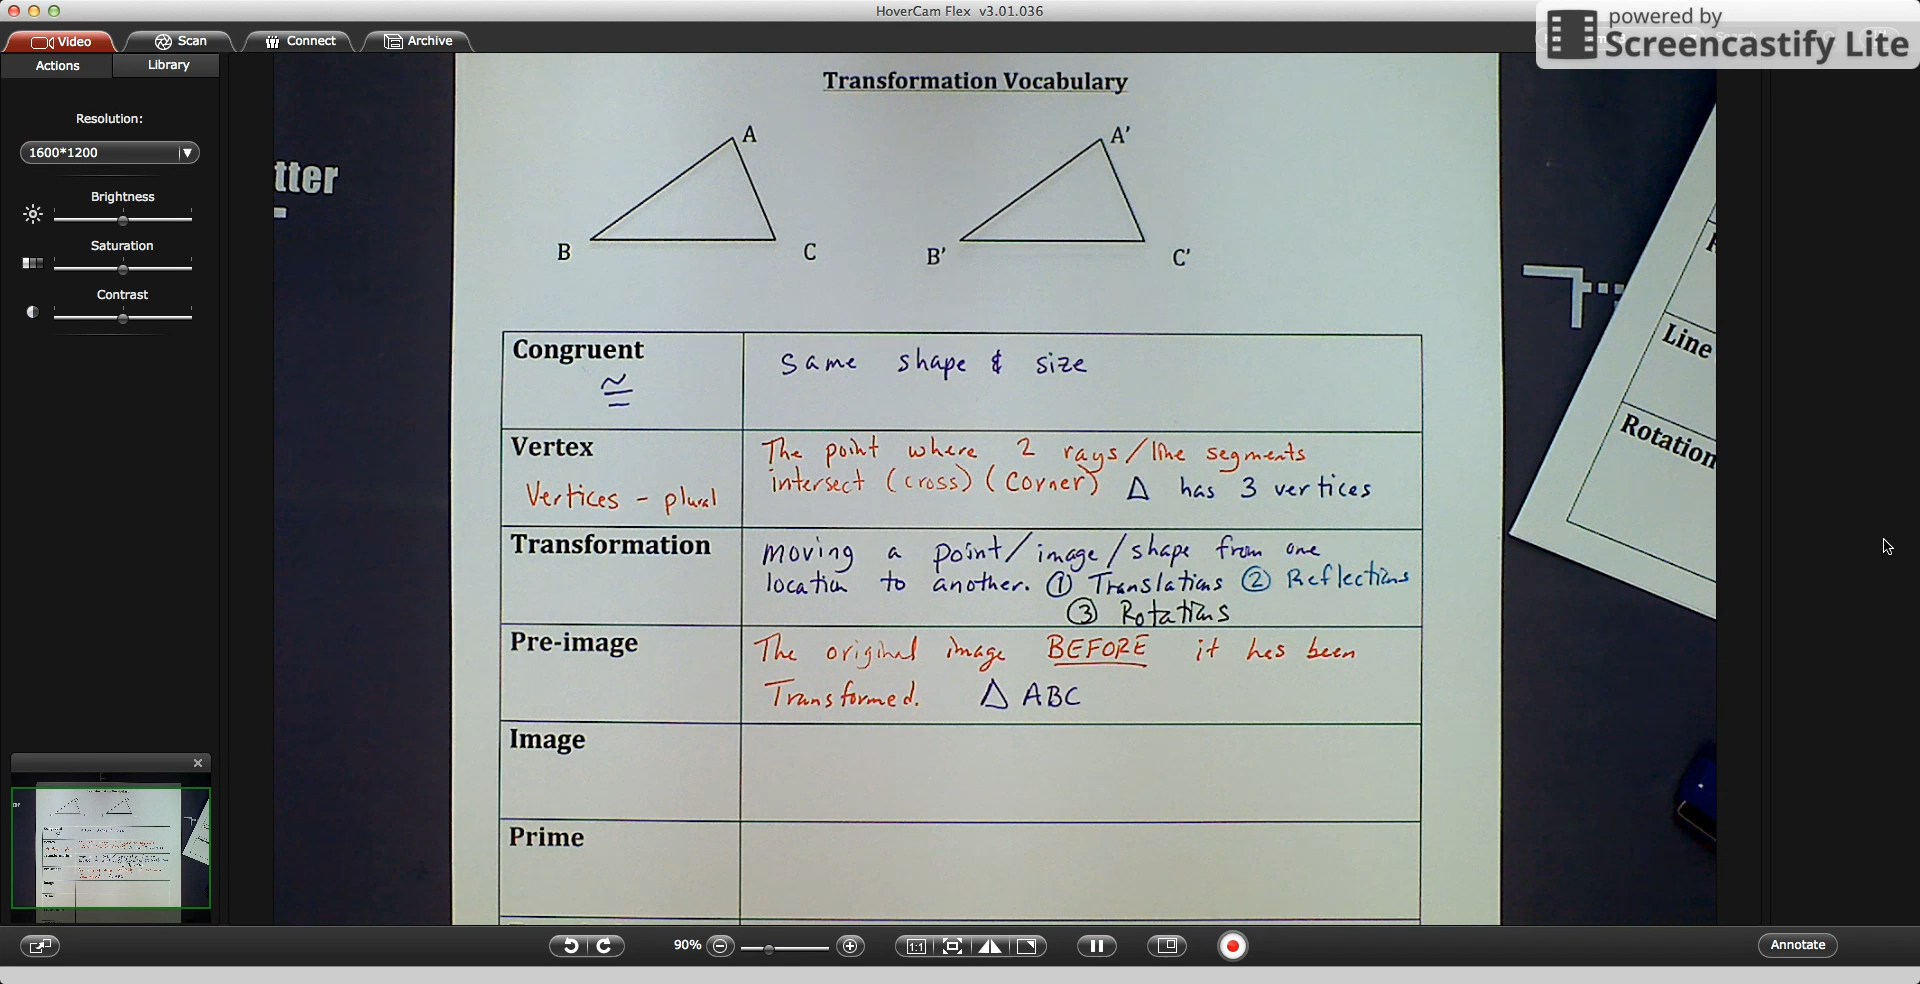 HoverCam Flex v3.01.036
powered by
Screencastify Lite
Video
Scan
Connect
Archive
Actions
Library
Resolution:
1600*1200
Brightness
Saturation
Contrast
tter
Transformation Vocabulary
A
B
C
A'
B'
C'
Congruent
≅
Same shape & size
Vertex
Vertices - plural
The point where 2 rays/line segments
intersect (cross) (corner) Δ has 3 vertices
Transformation
moving a point/image/shape from one
location to another. ① Translations ② Reflections
③ Rotations
Pre-image
The original image BEFORE it has been
Transformed. Δ ABC
Image
Prime
Line
Rotation
90%
1:1
Annotate